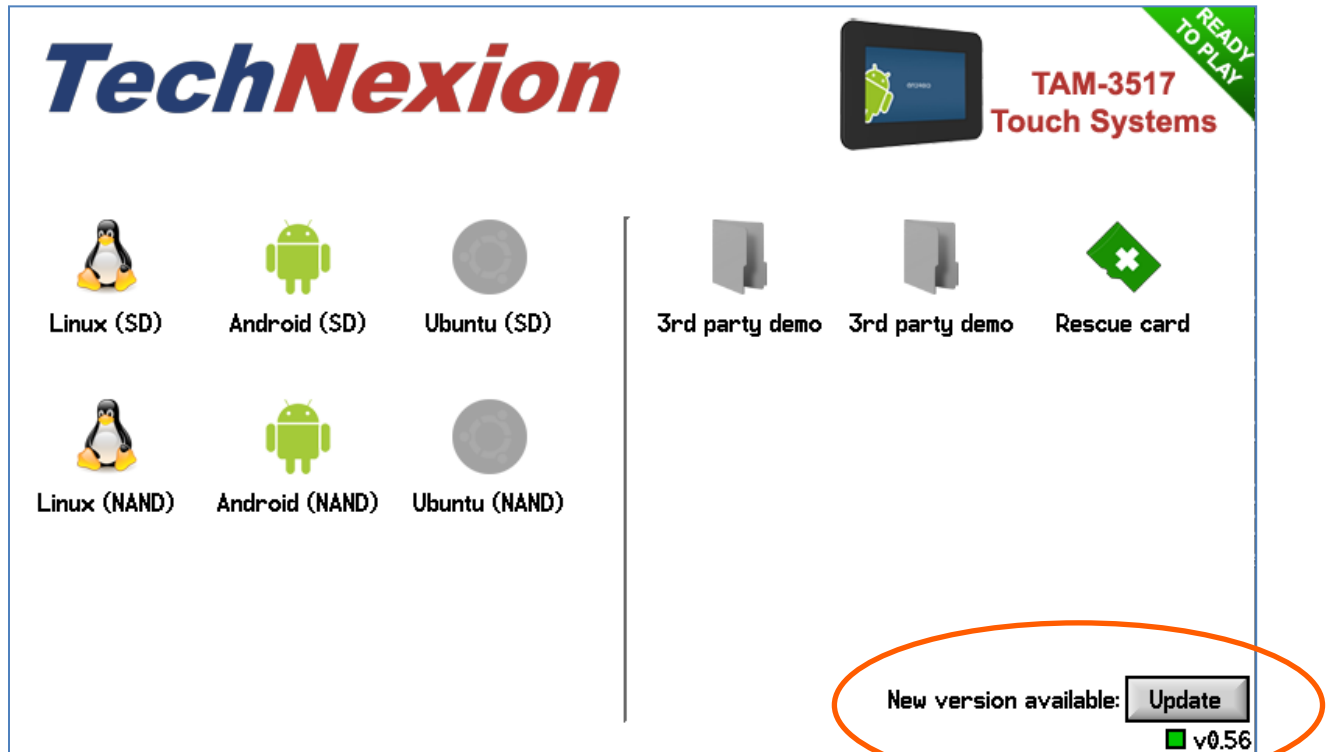 TechNexion
READY
TO PLAY
TAM-3517
Touch Systems
Linux (SD) Android (SD) Ubuntu (SD) 3rd party demo 3rd party demo Rescue card
Linux (NAND) Android (NAND) Ubuntu (NAND)
New version available: Update
v0.56